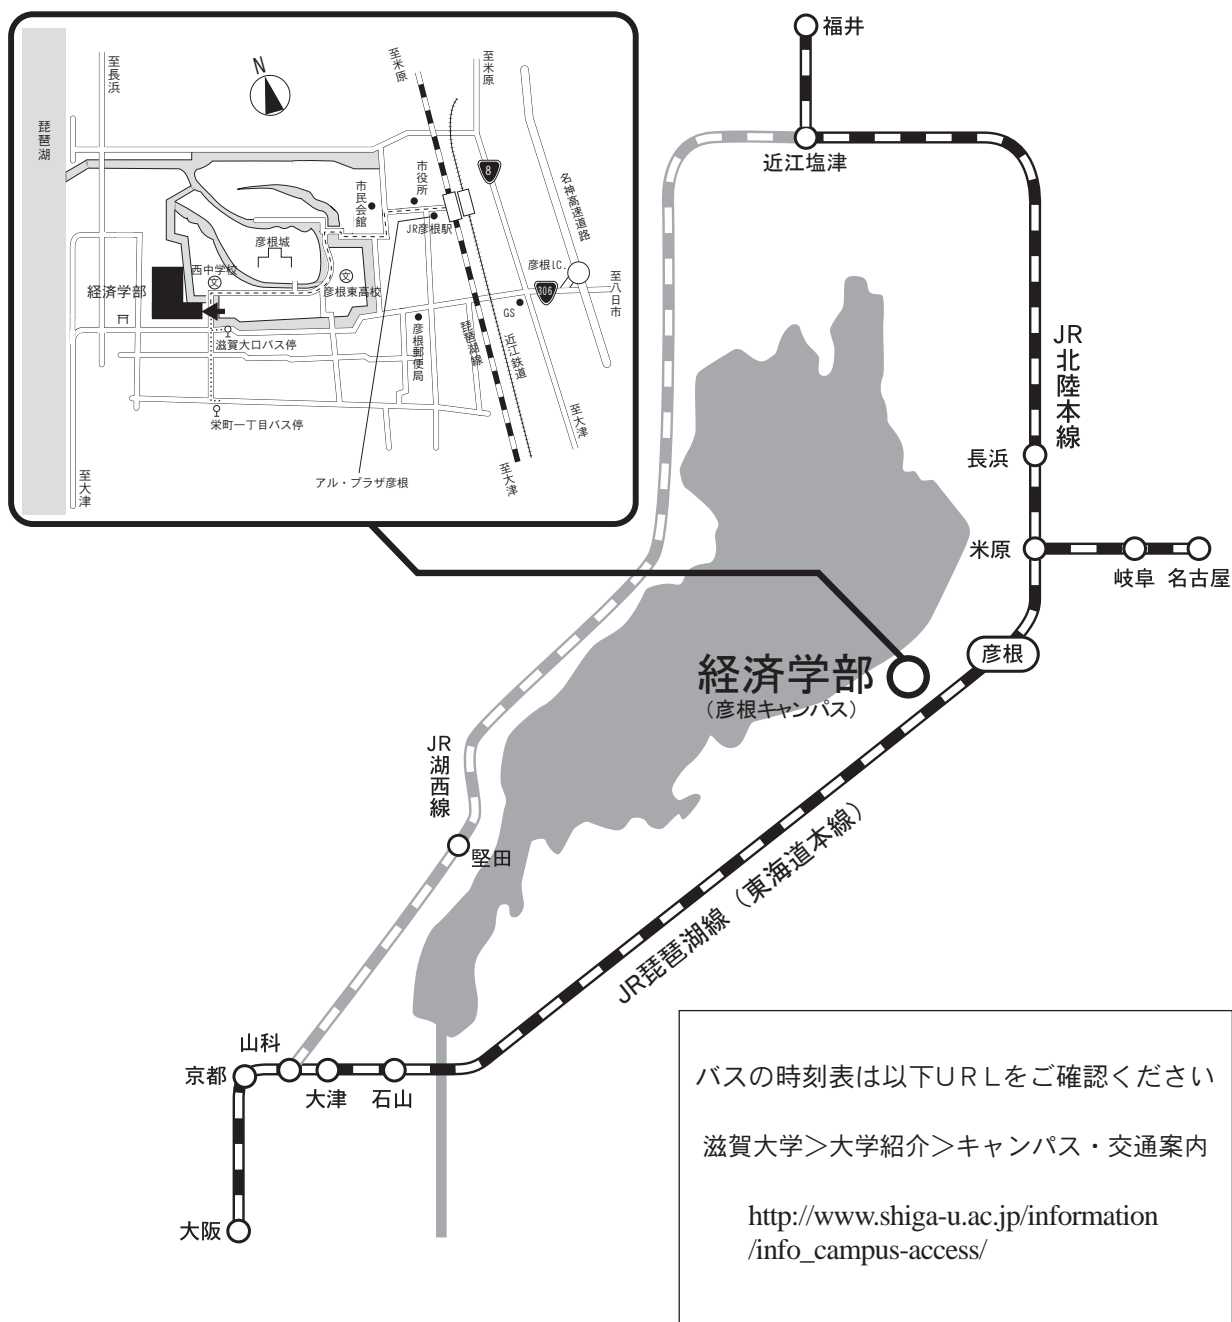 至長浜
N
至米原
至米原
琵琶湖
市民会館
市役所
8
名神高速道路
JR彦根駅
彦根城
西中学校
文
文
彦根東高校
彦根I.C.
306
至八日市
経済学部
GS
滋賀大口バス停
彦根郵便局
琵琶湖線
近江鉄道
栄町一丁目バス停
至大津
至大津
至大津
アル・プラザ彦根
福井
近江塩津
JR北陸本線
長浜
米原
岐阜
名古屋
彦根
経済学部
(彦根キャンパス)
JR湖西線
堅田
JR琵琶湖線(東海道本線)
山科
京都
大津
石山
大阪
バスの時刻表は以下URLをご確認ください
滋賀大学>大学紹介>キャンパス・交通案内
http://www.shiga-u.ac.jp/information
/info_campus-access/